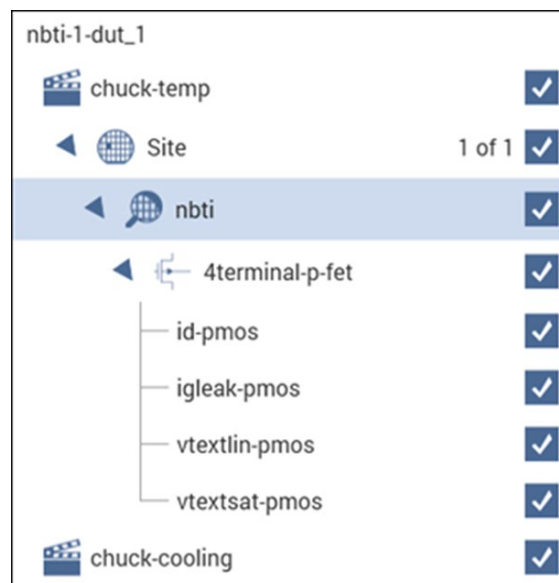 nbti-1-dut_1
chuck-temp
Site 1 of 1
nbti
4terminal-p-fet
id-pmos
igleak-pmos
vtextlin-pmos
vtextsat-pmos
chuck-cooling